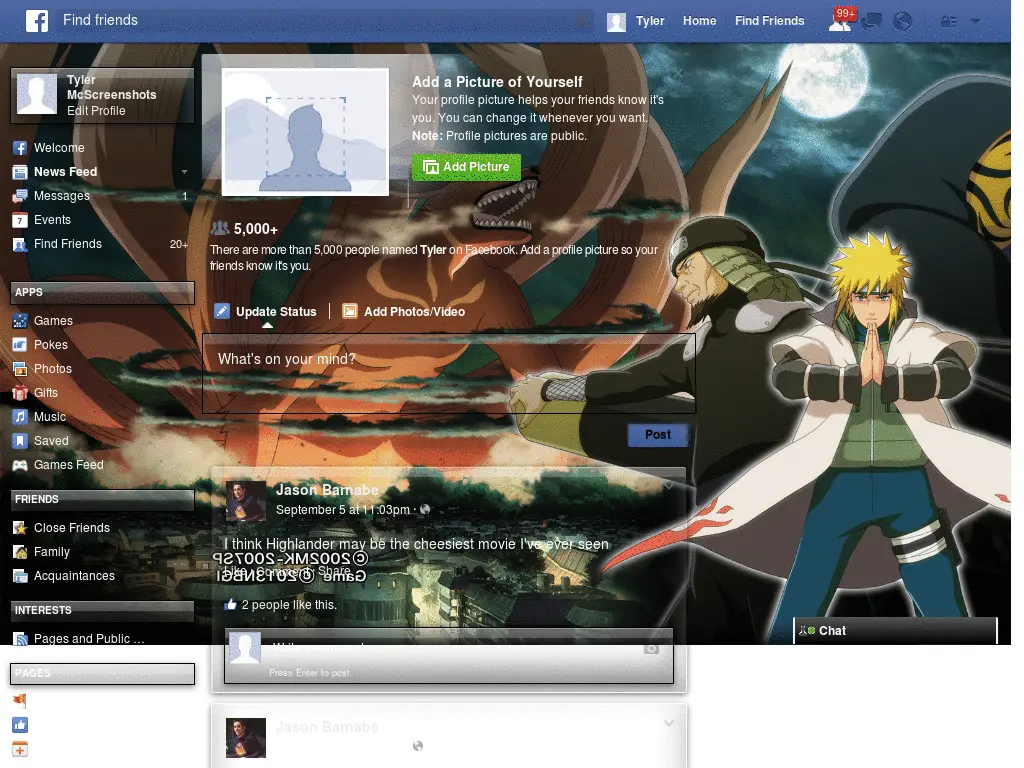 Find friends
Tyler
Home
Find Friends
99+
Tyler
McScreenshots
Edit Profile
Welcome
News Feed
Messages 1
7 Events
Find Friends 20+
APPS
Games
Pokes
Photos
Gifts
Music
Saved
Games Feed
FRIENDS
Close Friends
Family
Acquaintances
INTERESTS
Pages and Public ...
PAGES
Add a Picture of Yourself
Your profile picture helps your friends know it's
you. You can change it whenever you want.
Note: Profile pictures are public.
Add Picture
5,000+
There are more than 5,000 people named Tyler on Facebook. Add a profile picture so your
friends know it's you.
Update Status
Add Photos/Video
What's on your mind?
Post
Jason Barnabe
September 5 at 11:03pm ·
I think Highlander may be the cheesiest movie I've ever seen
©2002MK-2007SP
Like · Comment · Share
Game ©2013NBGI
2 people like this.
Press Enter to post.
Jason Barnabe
Chat